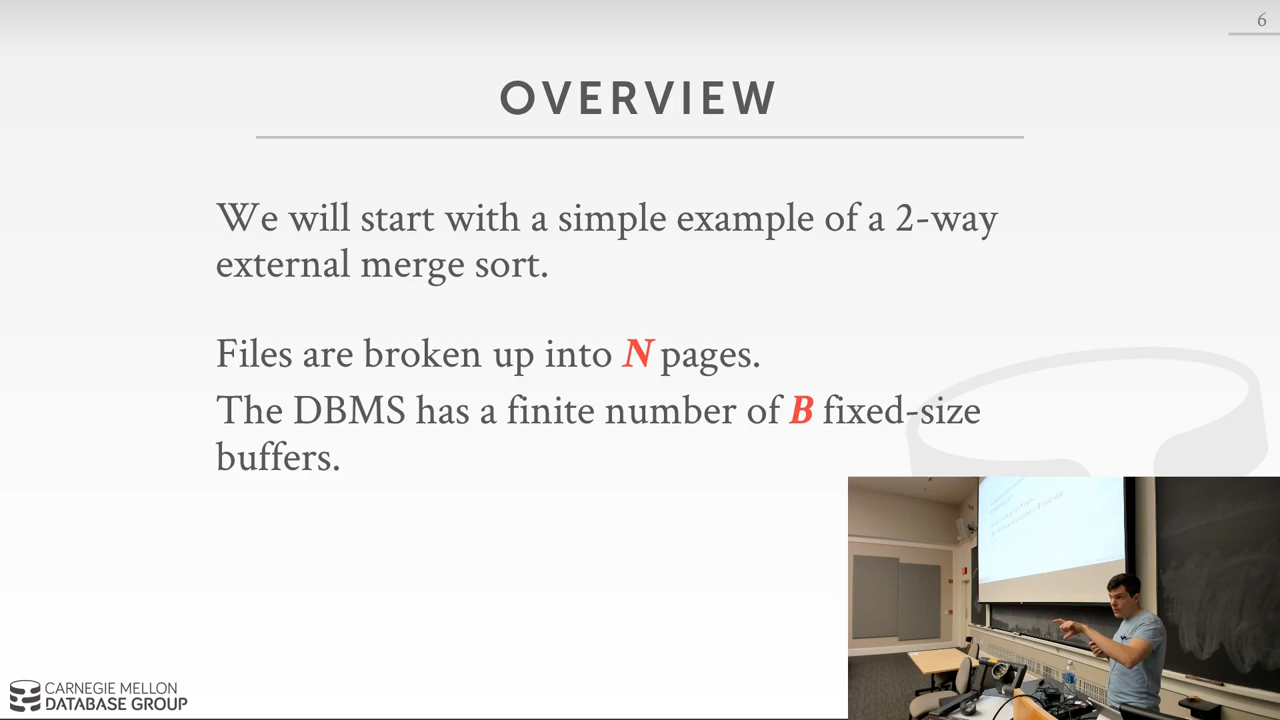 6
OVERVIEW
We will start with a simple example of a 2-way
external merge sort.
Files are broken up into N pages.
The DBMS has a finite number of B fixed-size
buffers.
CARNEGIE MELLON
DATABASE GROUP